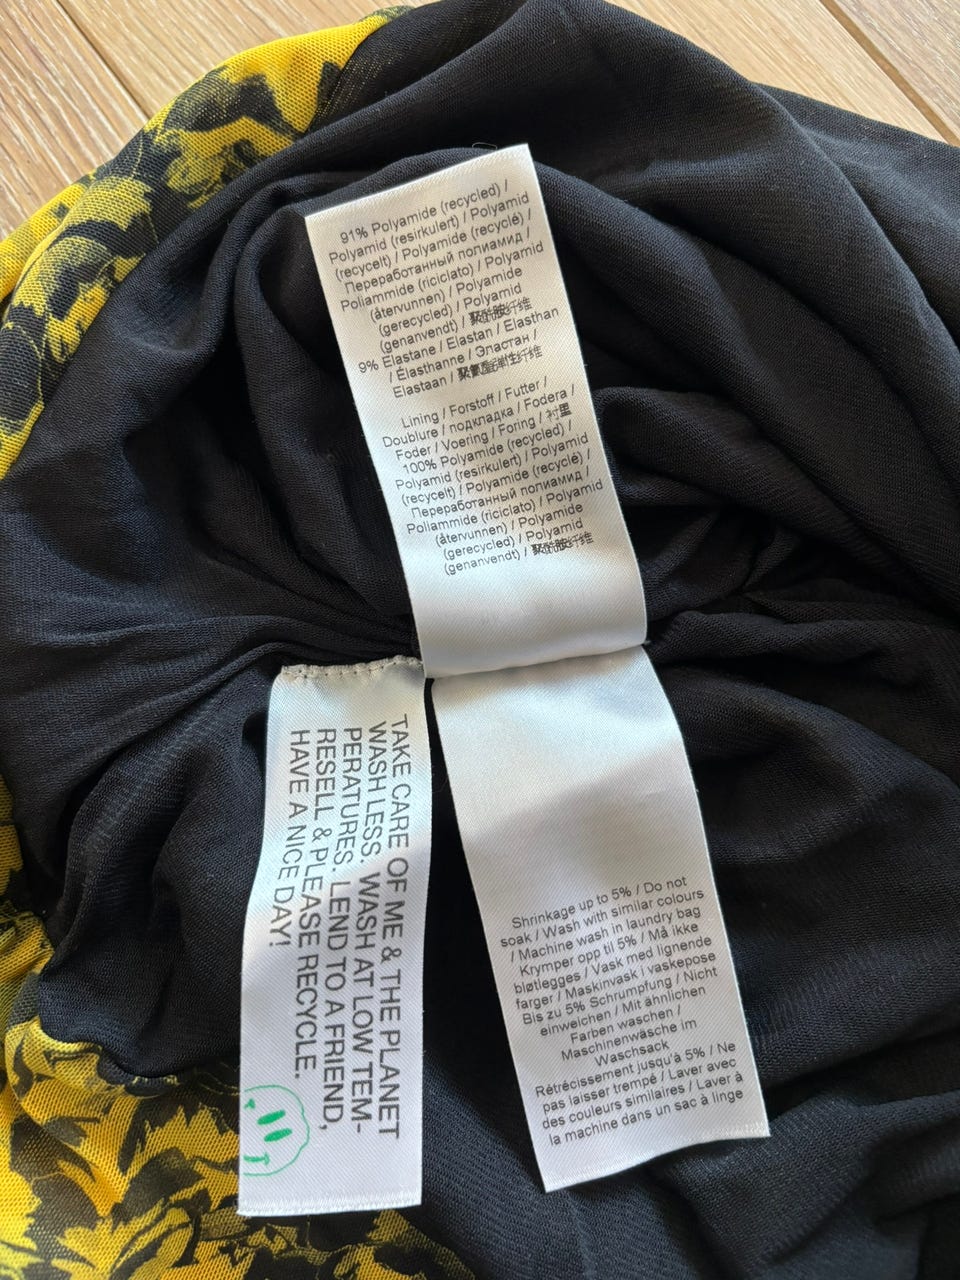 91% Polyamide (recycled) /
Polyamid (resirkulert) / Polyamid
(recycelt) / Polyamide (recyclé) /
Переработанный полиамид /
Poliammide (riciclato) / Polyamid
(återvunnen) / Polyamide
(gerecycled) / Polyamid
(genanvendt) / 聚酰胺纤维
9% Elastane / Elastan / Elasthan
/ Élasthanne / Эластан /
Elastaan / 聚氨酯弹性纤维
Lining / Forstoff / Futter /
Doublure / подкладка / Fodera /
Foder / Voering / Foring / 衬里
100% Polyamide (recycled) /
Polyamid (resirkulert) / Polyamid
(recycelt) / Polyamide (recyclé) /
Переработанный полиамид /
Poliammide (riciclato) / Polyamid
(återvunnen) / Polyamide
(gerecycled) / Polyamid
(genanvendt) / 聚酰胺纤维
TAKE CARE OF ME & THE PLANET
WASH LESS. WASH AT LOW TEM-
PERATURES. LEND TO A FRIEND,
RESELL & PLEASE RECYCLE.
HAVE A NICE DAY!
Shrinkage up to 5% / Do not
soak / Wash with similar colours
/ Machine wash in laundry bag
Krymper opp til 5% / Må ikke
bløtlegges / Vask med lignende
farger / Maskinvask i vaskepose
Bis zu 5% Schrumpfung / Nicht
einweichen / Mit ähnlichen
Farben waschen /
Maschinenwäsche im
Waschsack
Rétrécissement jusqu'à 5% / Ne
pas laisser trempé / Laver avec
des couleurs similaires / Laver à
la machine dans un sac à linge